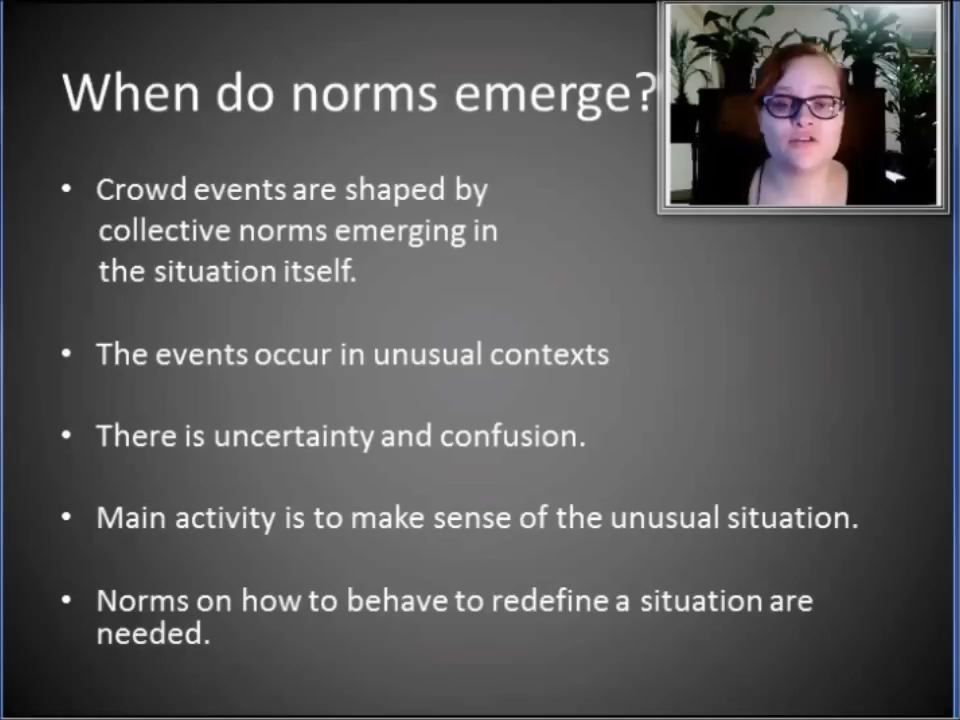 When do norms emerge?
• Crowd events are shaped by
collective norms emerging in
the situation itself.
• The events occur in unusual contexts
• There is uncertainty and confusion.
• Main activity is to make sense of the unusual situation.
• Norms on how to behave to redefine a situation are
needed.